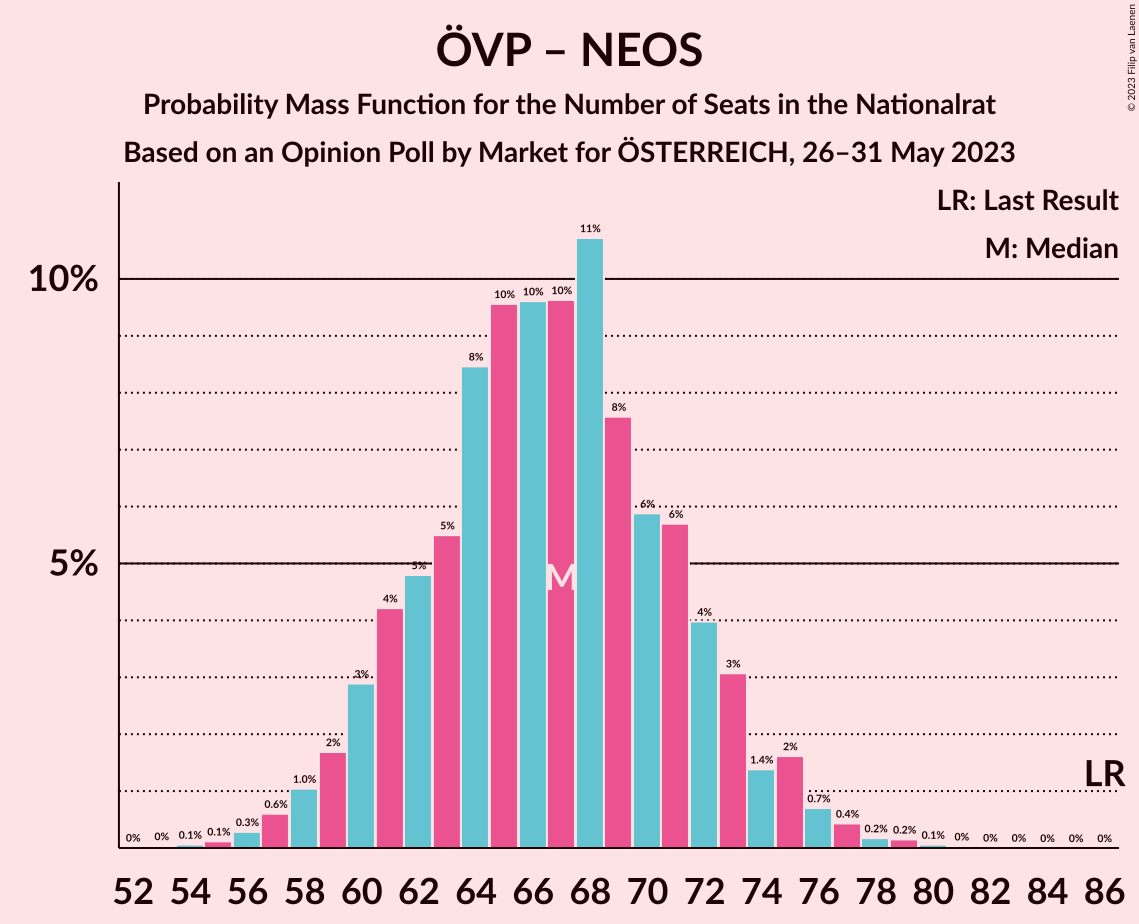 ÖVP – NEOS
Probability Mass Function for the Number of Seats in the Nationalrat
Based on an Opinion Poll by Market for ÖSTERREICH, 26–31 May 2023
© 2023 Filip van Laenen
LR: Last Result
M: Median
10%
5%
0% 0% 0.1% 0.1% 0.3% 0.6% 1.0% 2% 3% 4% 5% 5% 8% 10% 10% 10% 11% 8% 6% 6% 4% 3% 1.4% 2% 0.7% 0.4% 0.2% 0.2% 0.1% 0% 0% 0% 0% 0% 0%
M
LR
52 54 56 58 60 62 64 66 68 70 72 74 76 78 80 82 84 86